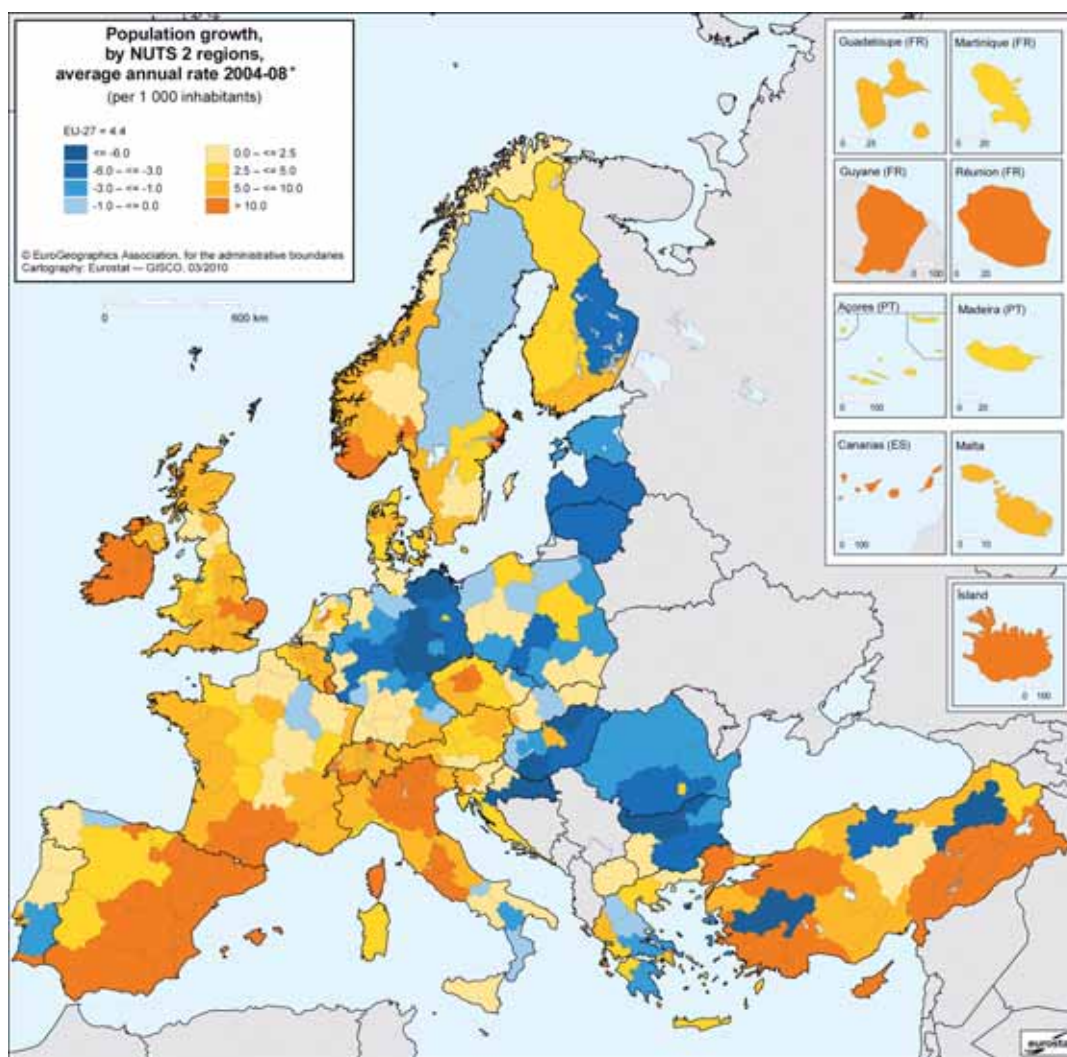 Population growth,
by NUTS 2 regions,
average annual rate 2004-08*
(per 1 000 inhabitants)
EU-27 = 4.4
<= -6.0
-6.0 – <= -3.0
-3.0 – <= -1.0
-1.0 – <= 0.0
0.0 – <= 2.5
2.5 – <= 5.0
5.0 – <= 10.0
> 10.0
© EuroGeographics Association, for the administrative boundaries
Cartography: Eurostat — GISCO, 03/2010
0 600 km
Guadeloupe (FR)
0 25
Martinique (FR)
0 20
Guyane (FR)
0 100
Réunion (FR)
0 20
Açores (PT)
0 100
Madeira (PT)
0 20
Canarias (ES)
0 100
Malta
0 10
Ísland
0 100
eurostat